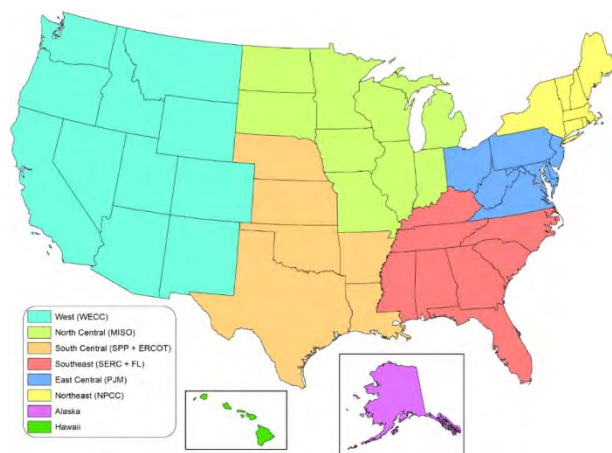 West (WECC)
North Central (MISO)
South Central (SPP + ERCOT)
Southeast (SERC + FL)
East Central (PJM)
Northeast (NPCC)
Alaska
Hawaii